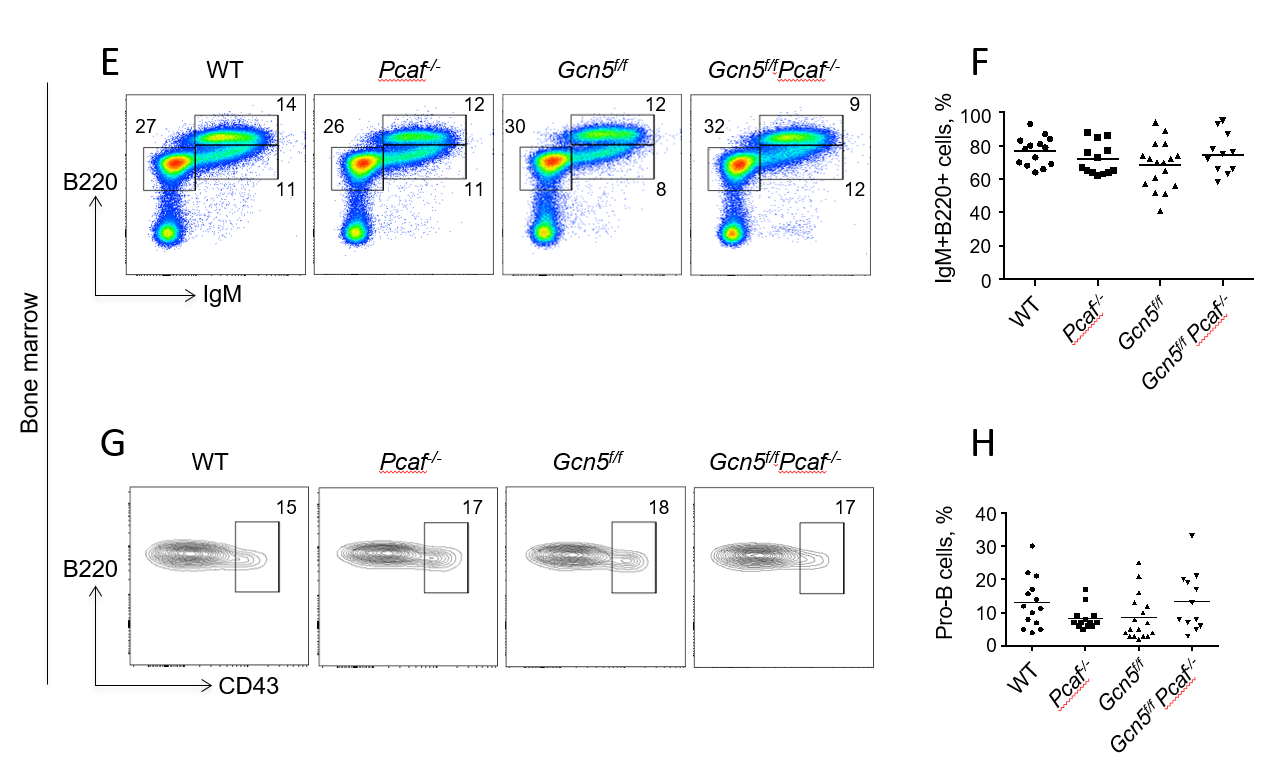 E
WT
Pcaf-/-
Gcn5f/f
Gcn5f/fPcaf-/-
27
14
11
26
12
11
30
12
8
32
9
12
B220
IgM
F
IgM+B220+ cells, %
100
80
60
40
20
0
WT
Pcaf-/-
Gcn5f/f
Gcn5f/f Pcaf-/-
Bone marrow
G
WT
Pcaf-/-
Gcn5f/f
Gcn5f/fPcaf-/-
15
17
18
17
B220
CD43
H
Pro-B cells, %
40
30
20
10
0
WT
Pcaf-/-
Gcn5f/f
Gcn5f/f Pcaf-/-